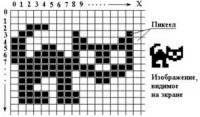 0 1 2 3 4 5 6 7 8 9 . . . . . . X
0
1
2
3
4
5
6
7
8
9
Пиксел
Изображение,
видимое
на экране